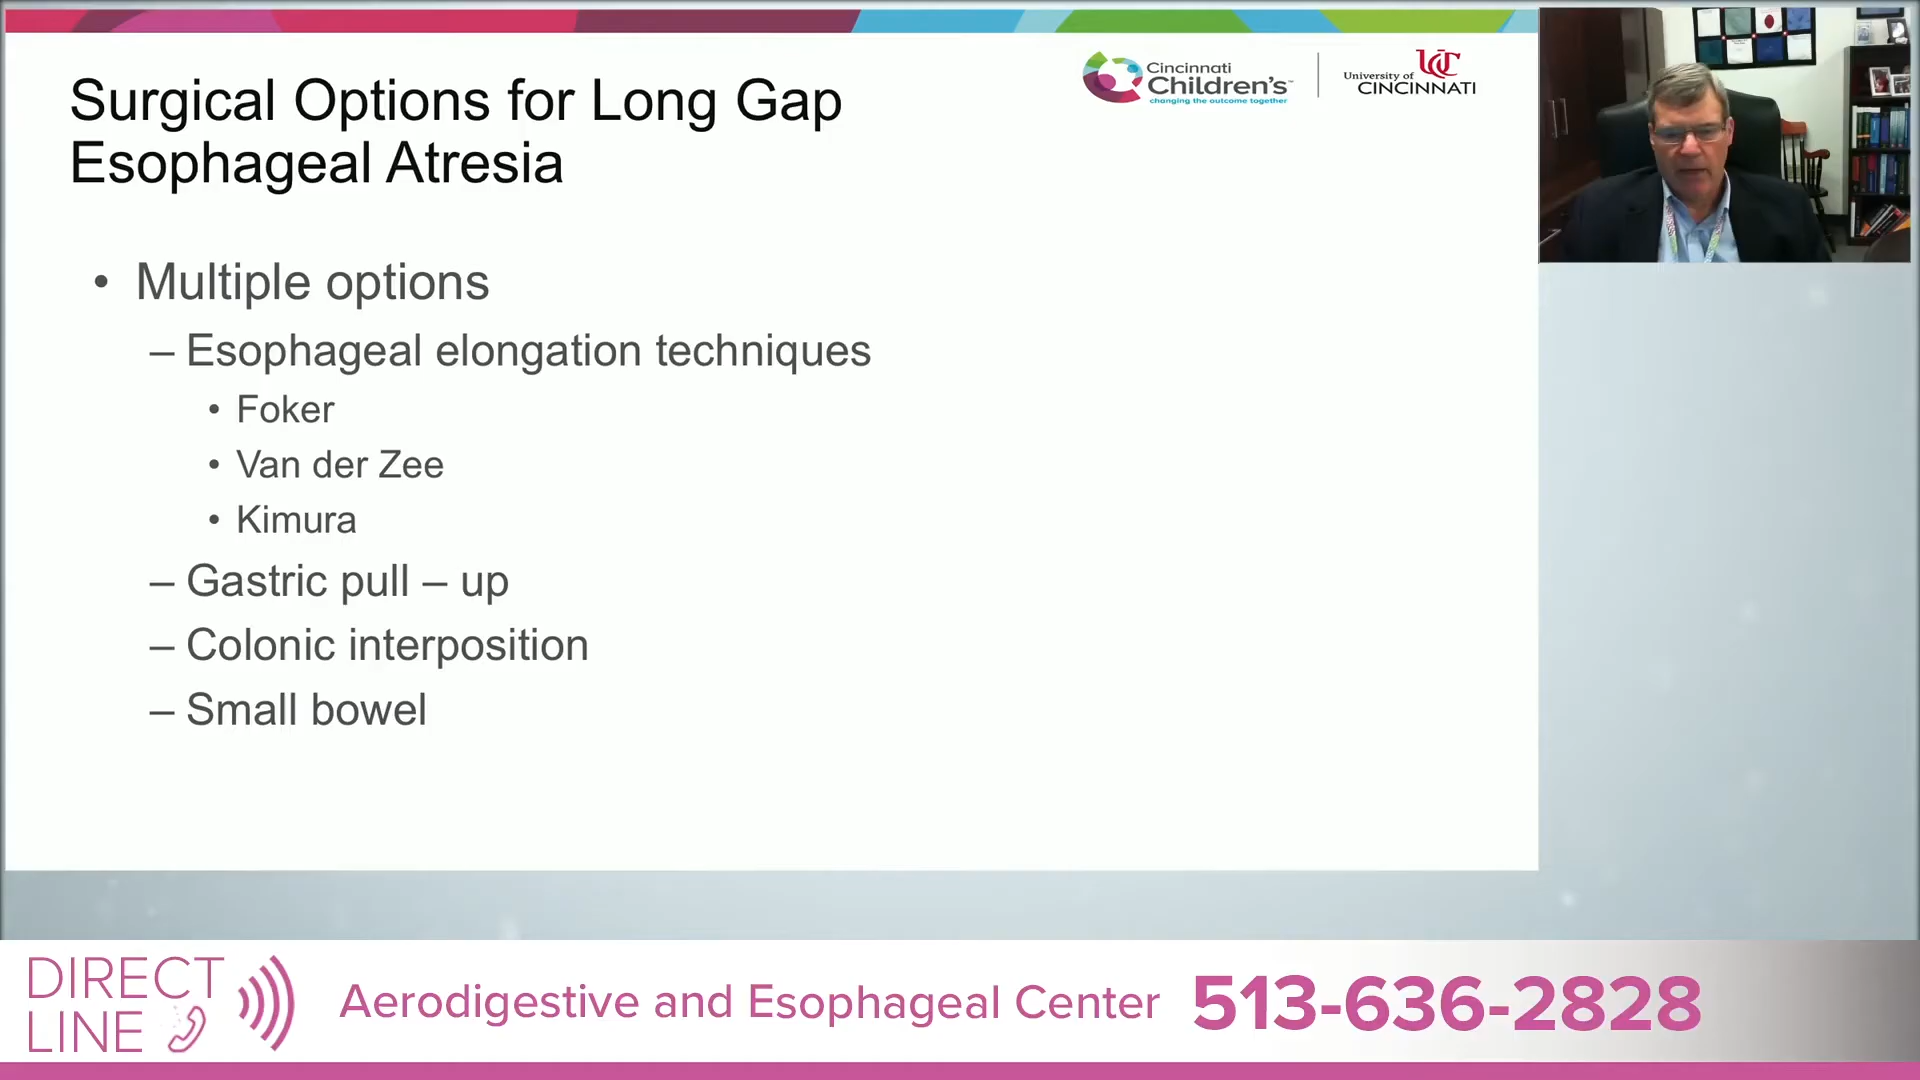 Surgical Options for Long Gap
Esophageal Atresia
Cincinnati
Children's™
changing the outcome together
UC
University of
CINCINNATI
• Multiple options
– Esophageal elongation techniques
• Foker
• Van der Zee
• Kimura
– Gastric pull – up
– Colonic interposition
– Small bowel
DIRECT
LINE
Aerodigestive and Esophageal Center 513-636-2828